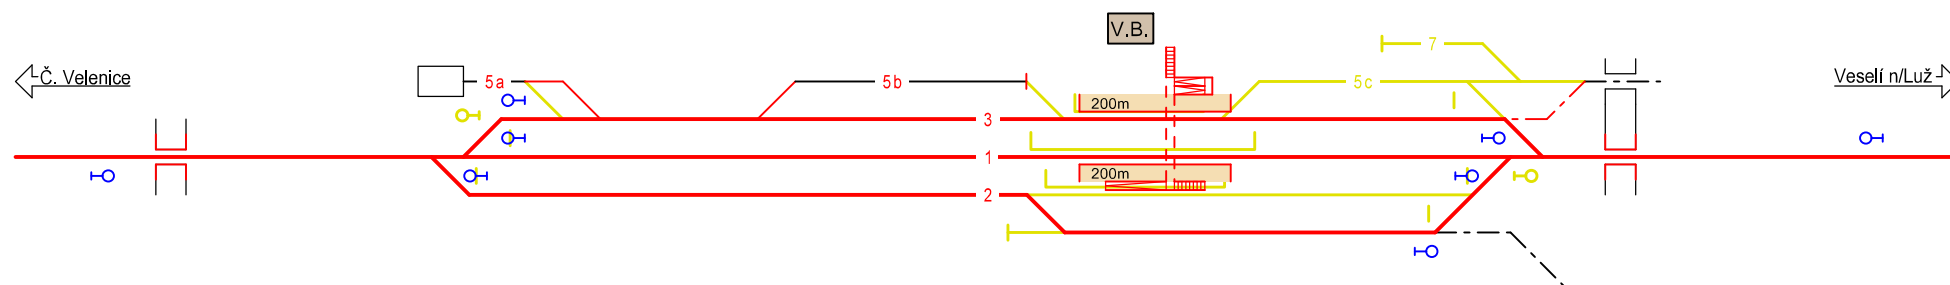 V.B.
7
Č. Velenice
5a
5b
5c
Veselí n/Luž
200m
3
1
200m
2